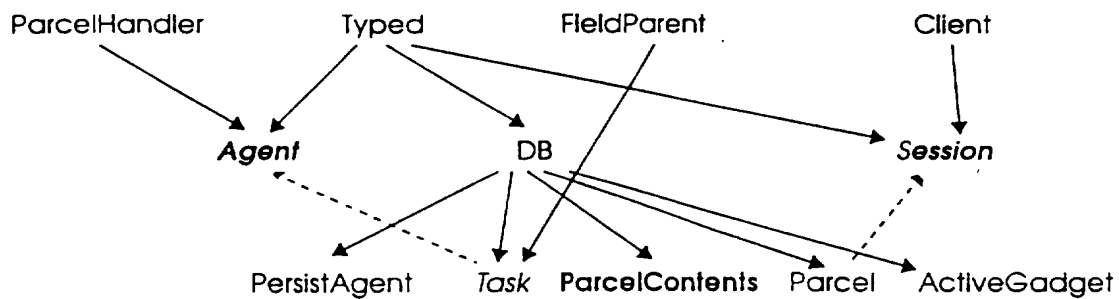 ParcelHandler Typed FieldParent Client
Agent DB Session
PersistAgent Task ParcelContents Parcel ActiveGadget